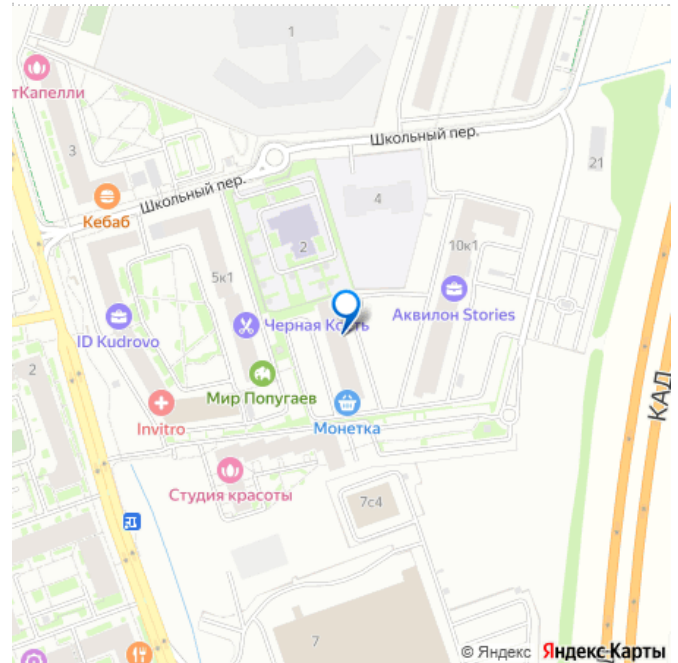 1
тКапелли
3
Школьный пер.
21
Кебаб
Школьный пер.
4
2
10к1
5к1
Аквилон Stories
ID Kudrovo
Черная Кость
КАД
2
Мир Попугаев
Invitro
Монетка
Студия красоты
7с4
7
© Яндекс Яндекс Карты